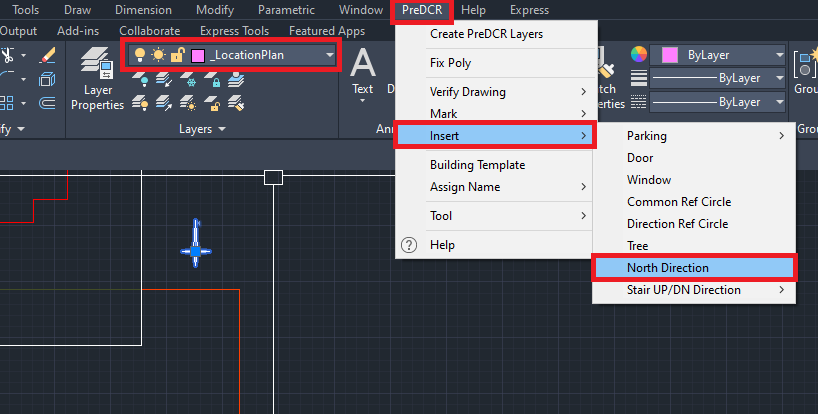 Tools Draw Dimension Modify Parametric Window PreDCR Help Express
Output Add-ins Collaborate Express Tools Featured Apps
_LocationPlan
Layer
Properties
Layers
A
Text
Create PreDCR Layers
Fix Poly
Verify Drawing
Mark
Insert
Building Template
Assign Name
Tool
? Help
ByLayer
ByLayer
ByLayer
Parking
Door
Window
Common Ref Circle
Direction Ref Circle
Tree
North Direction
Stair UP/DN Direction